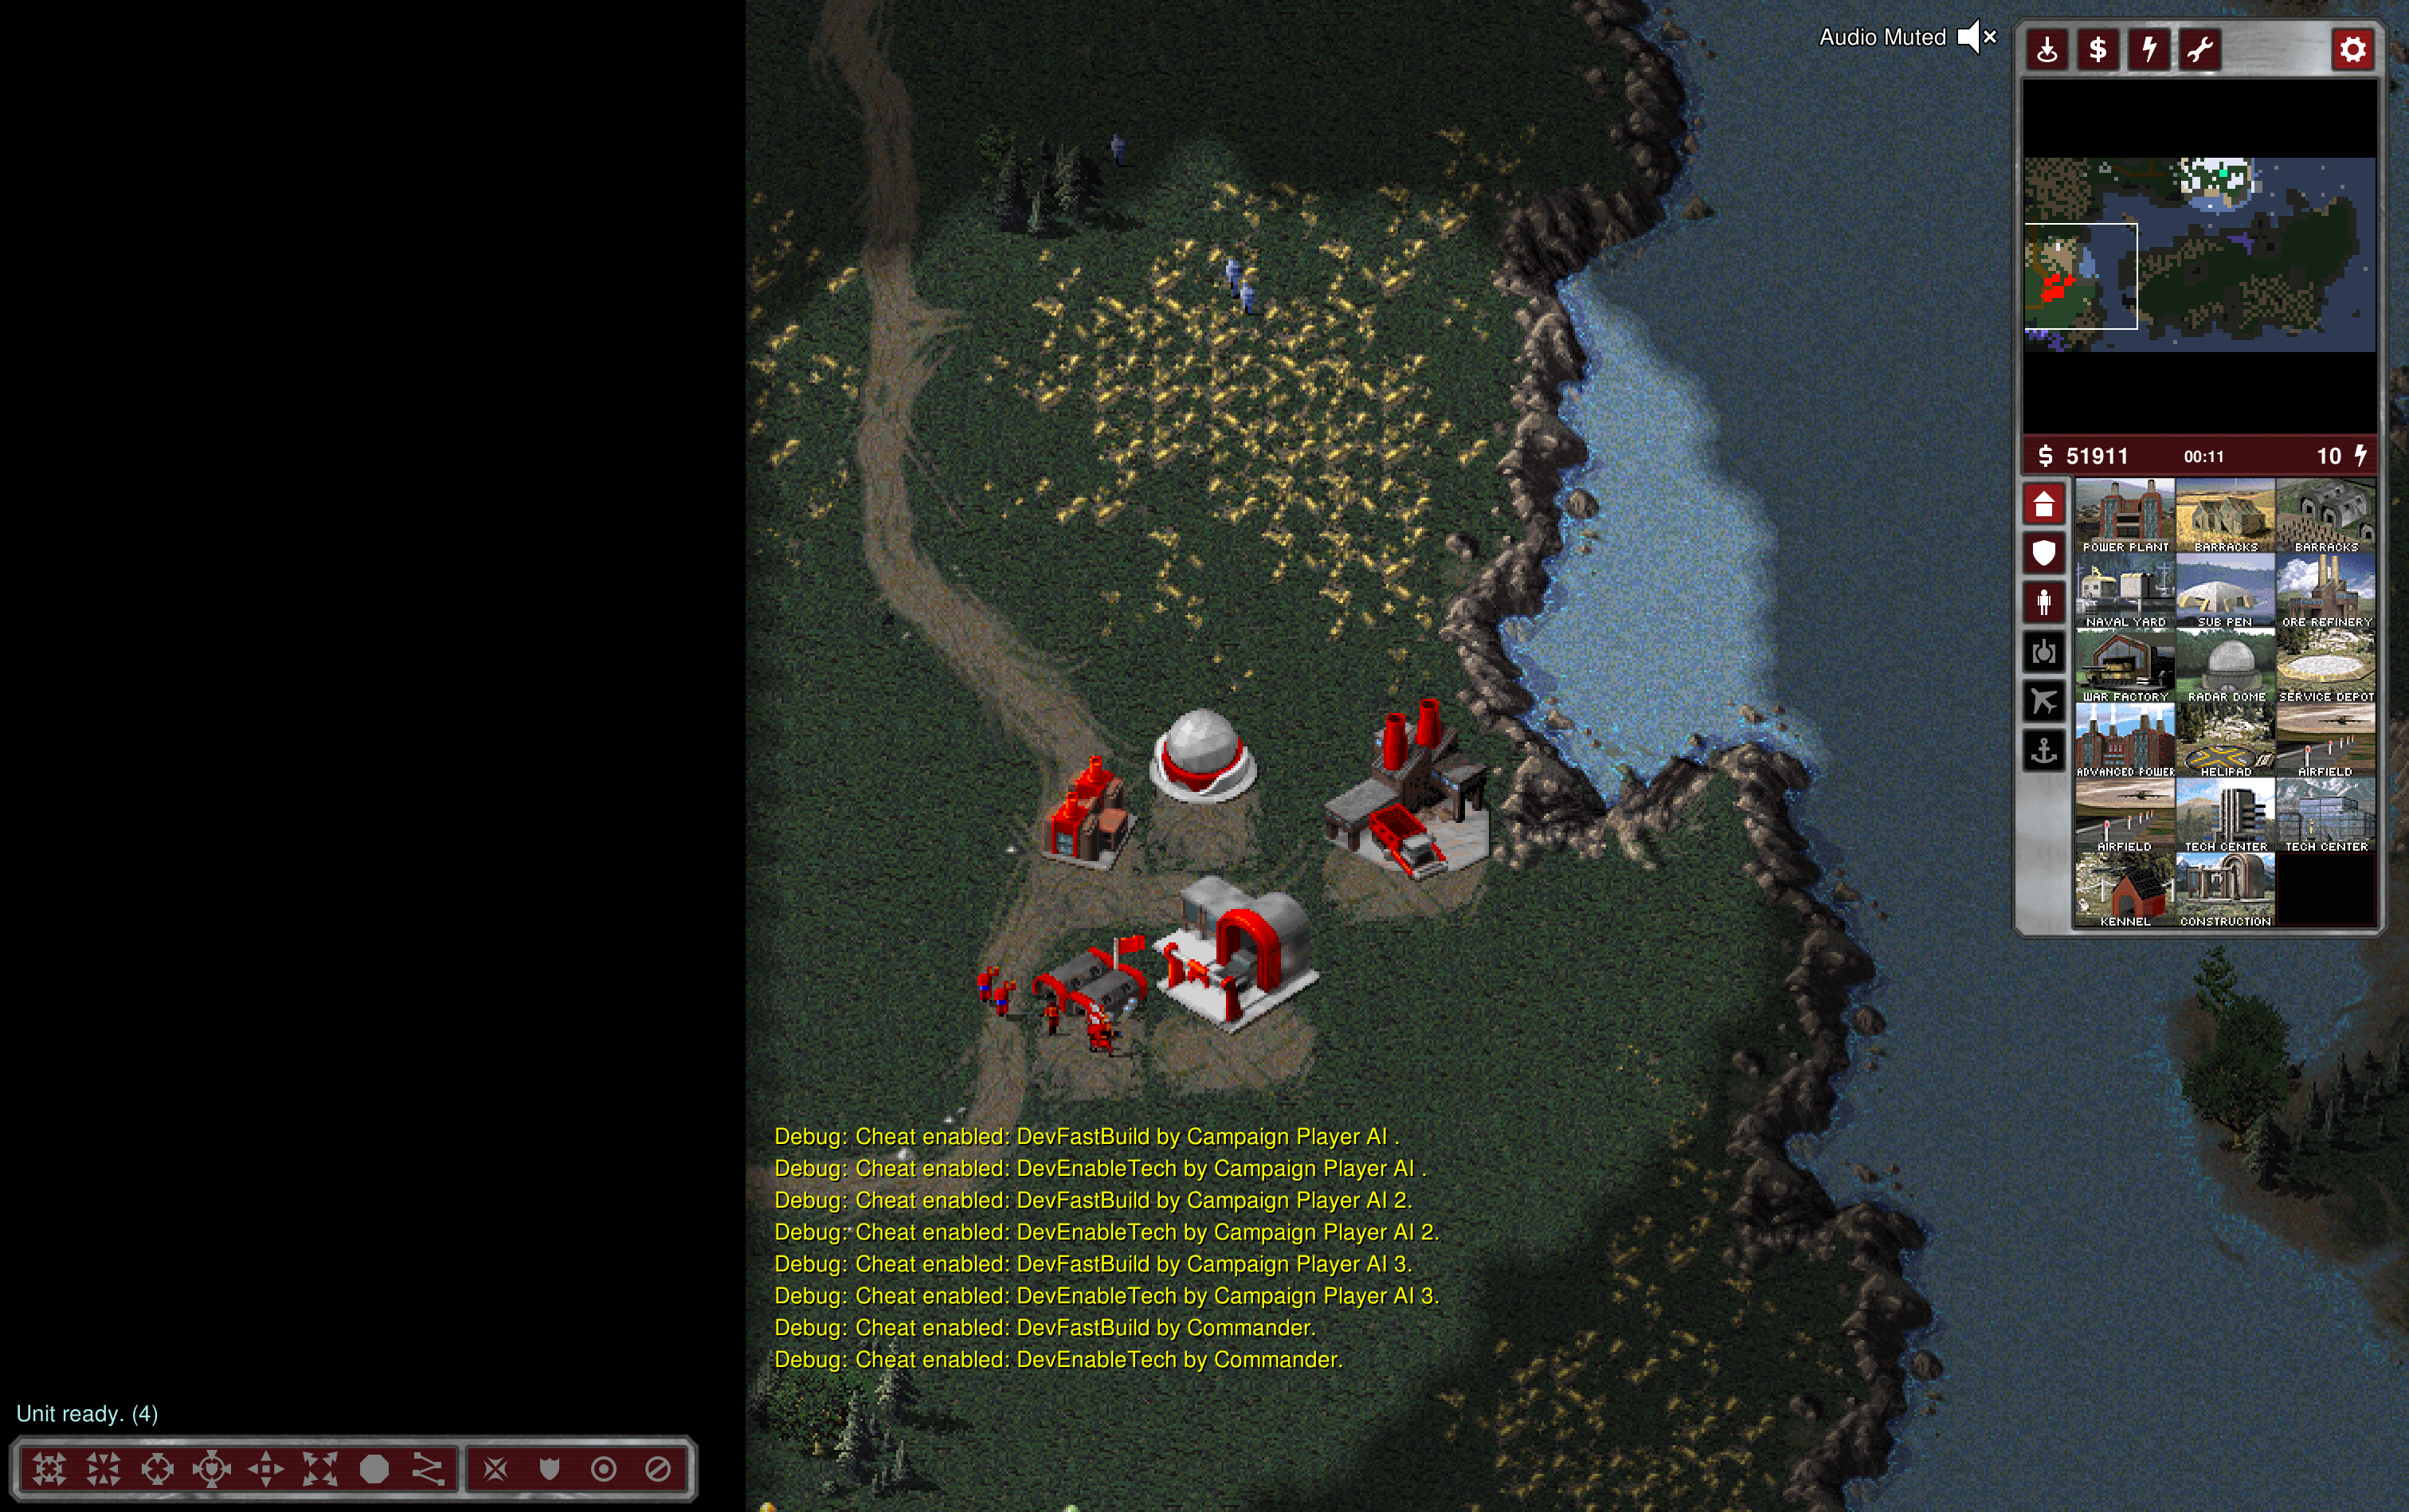 Audio Muted
$ 51911
00:11
10
POWER PLANT
BARRACKS
BARRACKS
NAVAL YARD
SUB PEN
ORE REFINERY
WAR FACTORY
RADAR DOME
SERVICE DEPOT
ADVANCED POWER
HELIPAD
AIRFIELD
AIRFIELD
TECH CENTER
TECH CENTER
KENNEL
CONSTRUCTION
Debug: Cheat enabled: DevFastBuild by Campaign Player AI .
Debug: Cheat enabled: DevEnableTech by Campaign Player AI .
Debug: Cheat enabled: DevFastBuild by Campaign Player AI 2.
Debug: Cheat enabled: DevEnableTech by Campaign Player AI 2.
Debug: Cheat enabled: DevFastBuild by Campaign Player AI 3.
Debug: Cheat enabled: DevEnableTech by Campaign Player AI 3.
Debug: Cheat enabled: DevFastBuild by Commander.
Debug: Cheat enabled: DevEnableTech by Commander.
Unit ready. (4)